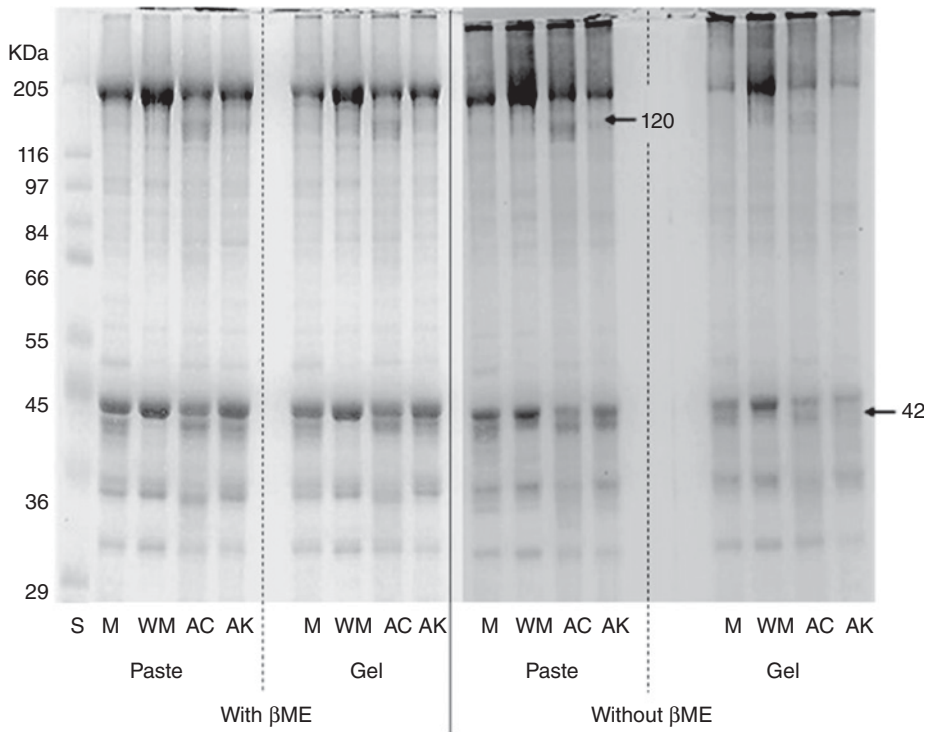 KDa
205
116
97
84
66
55
45
36
29
120
42
S M WM AC AK M WM AC AK M WM AC AK M WM AC AK
Paste Gel Paste Gel
With βME Without βME